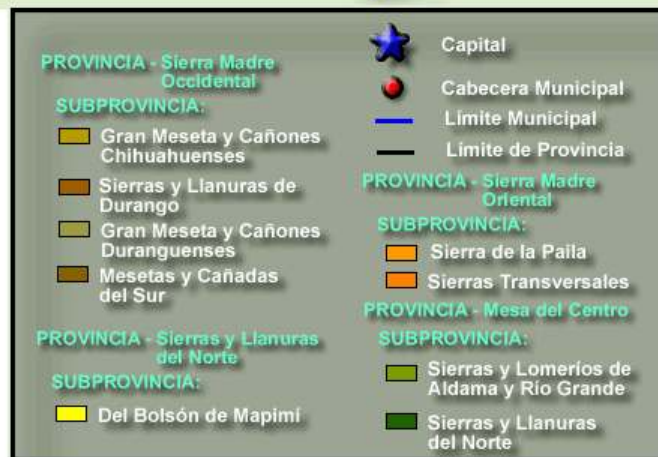 PROVINCIA - Sierra Madre
Occidental
SUBPROVINCIA:
Gran Meseta y Cañones
Chihuahuenses
Sierras y Llanuras de
Durango
Gran Meseta y Cañones
Duranguenses
Mesetas y Cañadas
del Sur
PROVINCIA - Sierras y Llanuras
del Norte
SUBPROVINCIA:
Del Bolsón de Mapimí
Capital
Cabecera Municipal
Límite Municipal
Límite de Provincia
PROVINCIA - Sierra Madre
Oriental
SUBPROVINCIA:
Sierra de la Paila
Sierras Transversales
PROVINCIA - Mesa del Centro
SUBPROVINCIA:
Sierras y Lomeríos de
Aldama y Río Grande
Sierras y Llanuras
del Norte